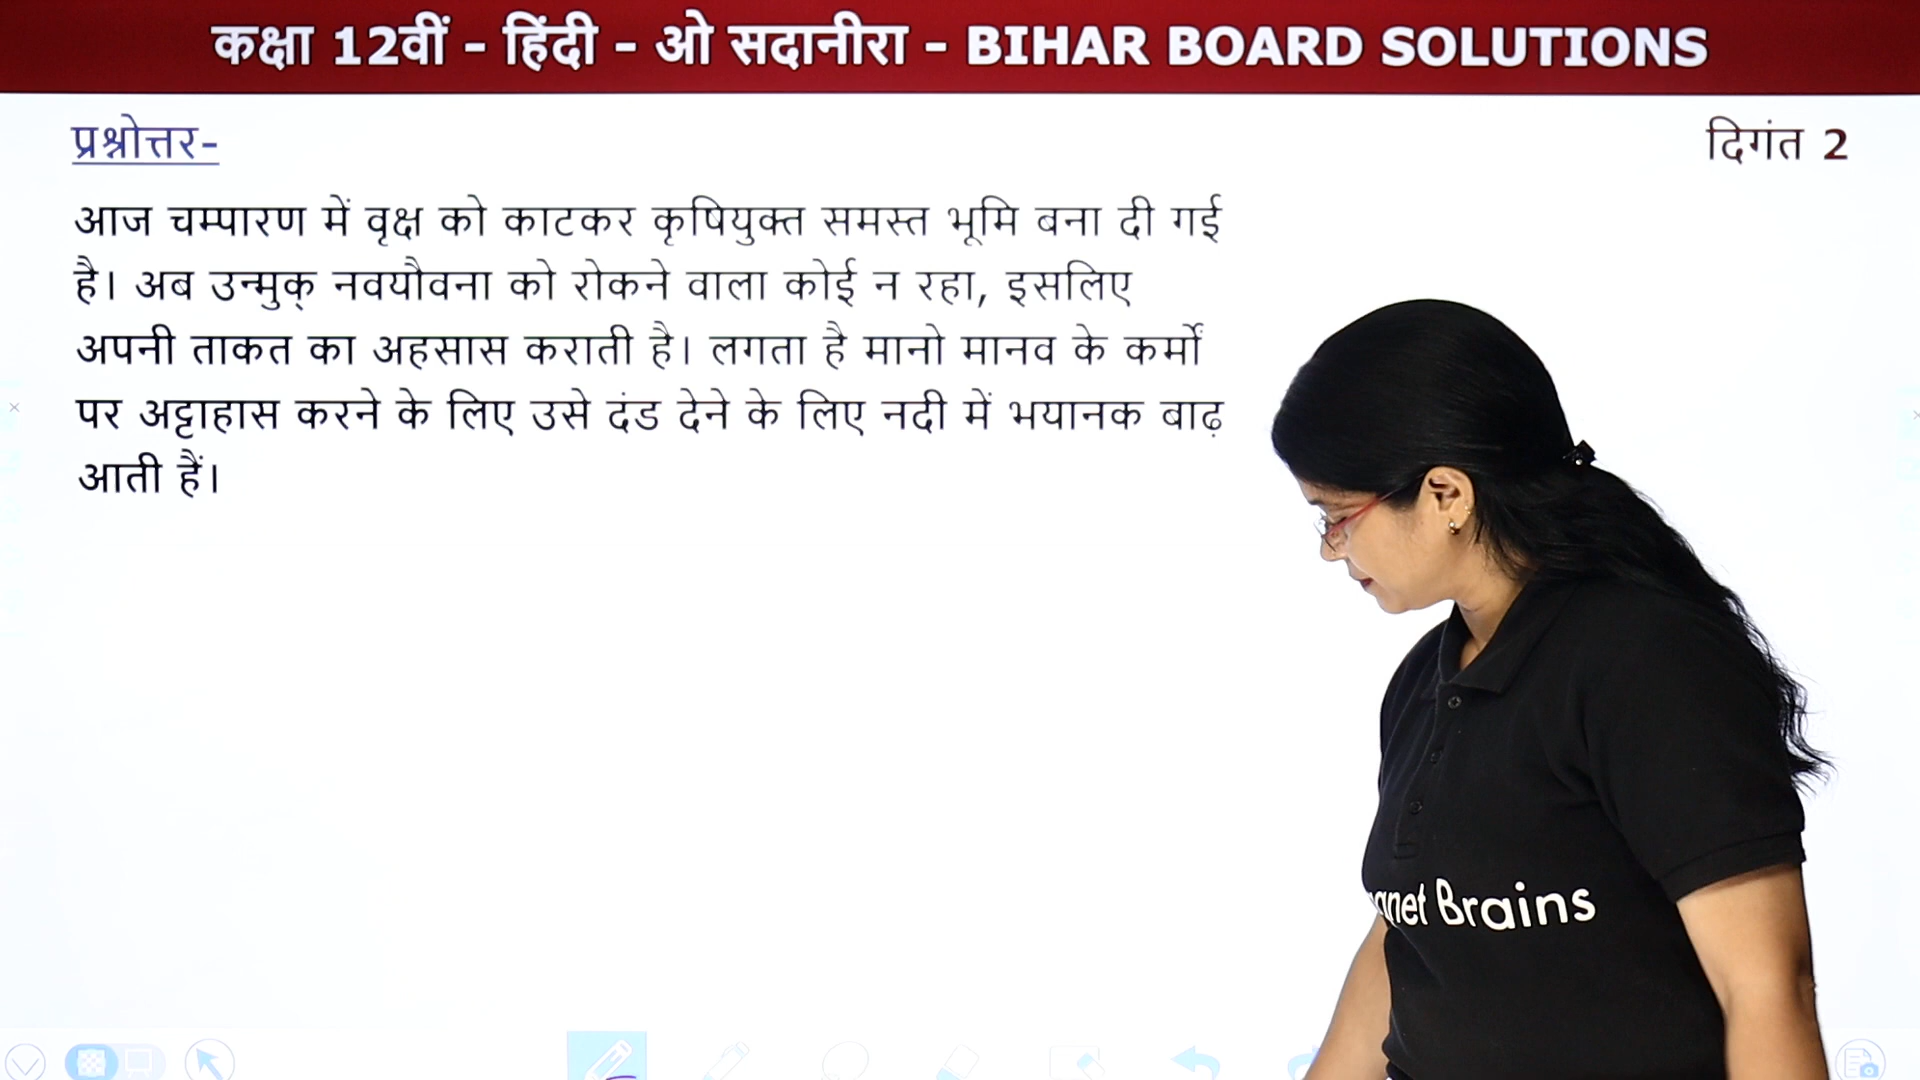 कक्षा 12वीं - हिंदी - ओ सदानीरा - BIHAR BOARD SOLUTIONS
प्रश्नोत्तर-
दिगंत 2
आज चम्पारण में वृक्ष को काटकर कृषियुक्त समस्त भूमि बना दी गई
है। अब उन्मुक् नवयौवना को रोकने वाला कोई न रहा, इसलिए
अपनी ताकत का अहसास कराती है। लगता है मानो मानव के कर्मों
पर अट्टाहास करने के लिए उसे दंड देने के लिए नदी में भयानक बाढ़
आती हैं।
anet Brains